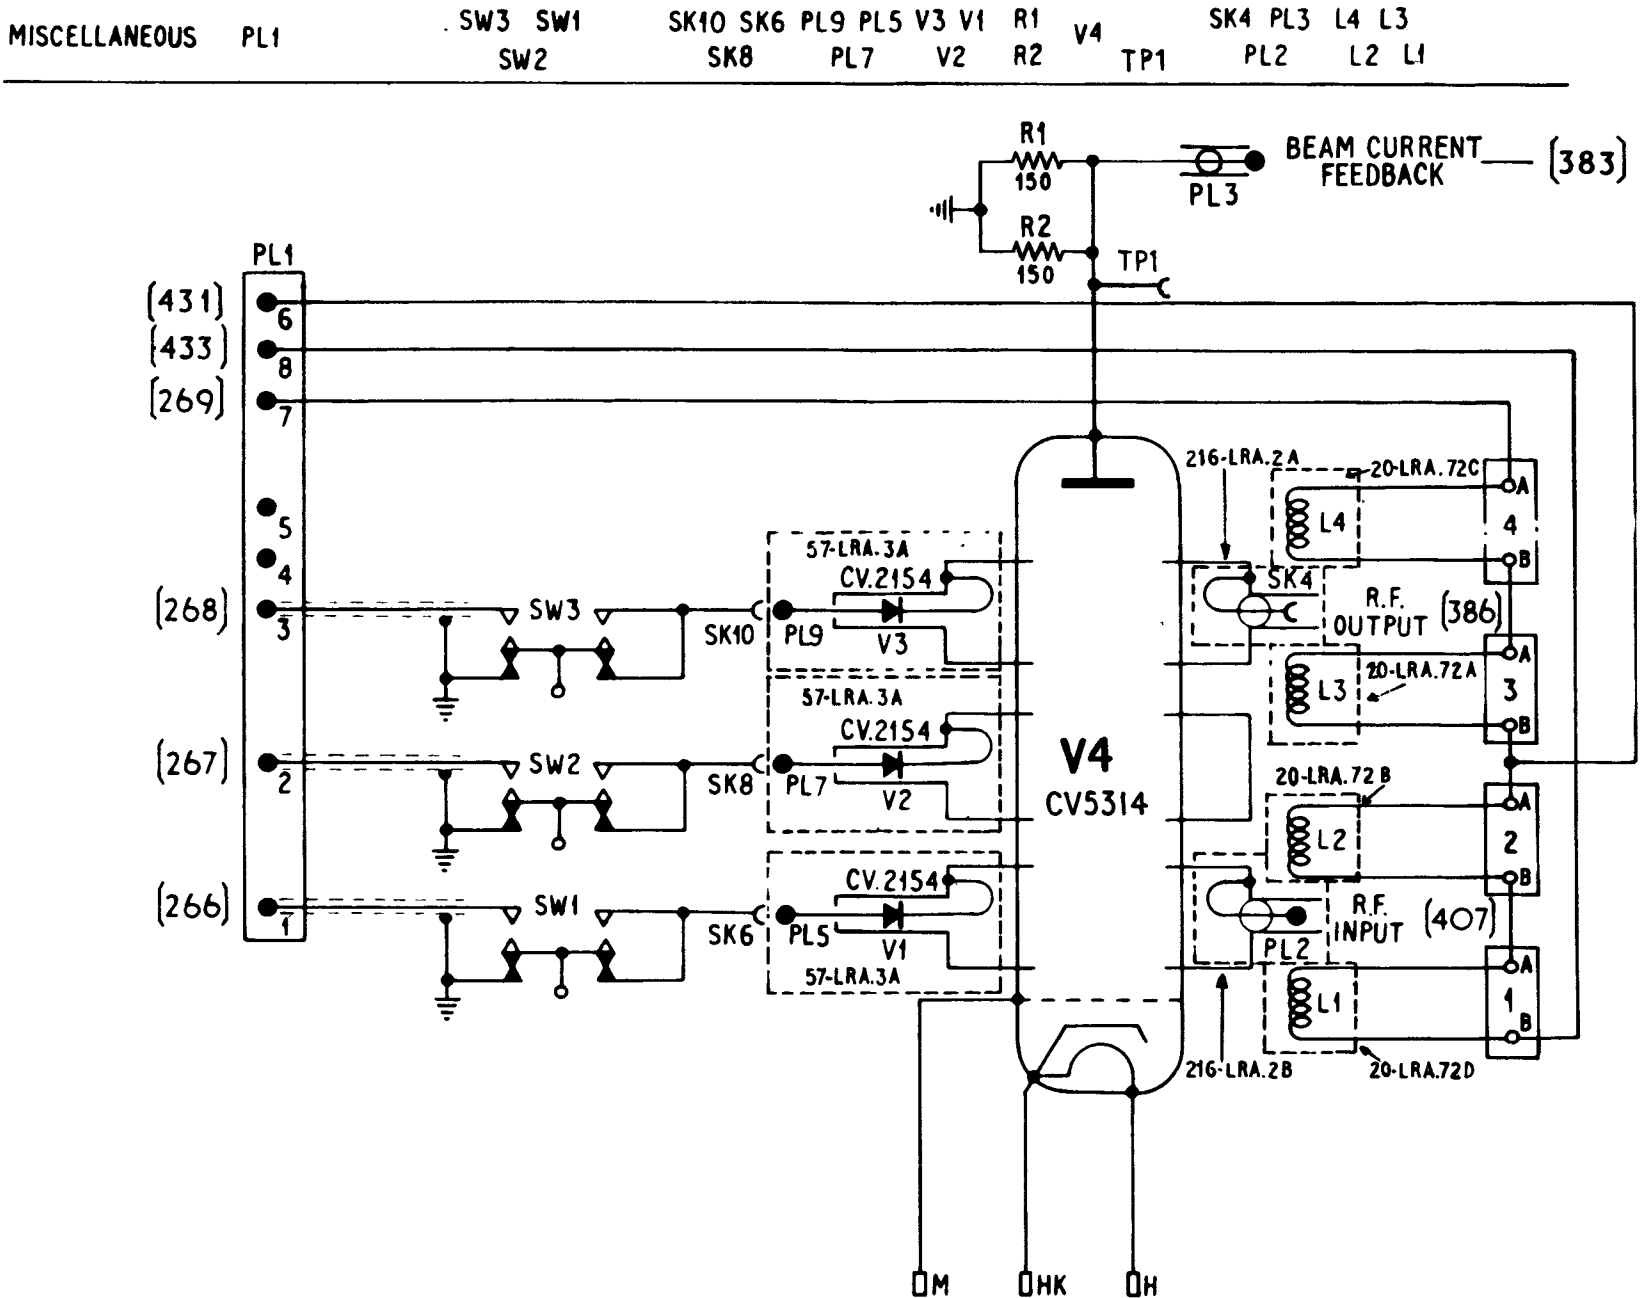 MISCELLANEOUS PL1 SW3 SW1 SK10 SK6 PL9 PL5 V3 V1 R1 V4 SK4 PL3 L4 L3
SW2 SK8 PL7 V2 R2 TP1 PL2 L2 L1
R1
150
BEAM CURRENT
FEEDBACK
(383)
PL3
R2
150
TP1
PL1
(431)
6
(433)
8
(269)
7
5
4
(268)
3
SW3
SK10
PL9
57-LRA.3A
CV.2154
V3
(267)
2
SW2
SK8
PL7
57-LRA.3A
CV.2154
V2
(266)
1
SW1
SK6
PL5
CV.2154
V1
57-LRA.3A
V4
CV5314
216-LRA.2A
20-LRA.72C
L4
A
4
B
SK4
R.F.
OUTPUT
(386)
L3
20-LRA.72A
A
3
B
20-LRA.72B
L2
A
2
B
R.F.
INPUT
(407)
PL2
L1
A
1
B
216-LRA.2B
20-LRA.72D
M
HK
H